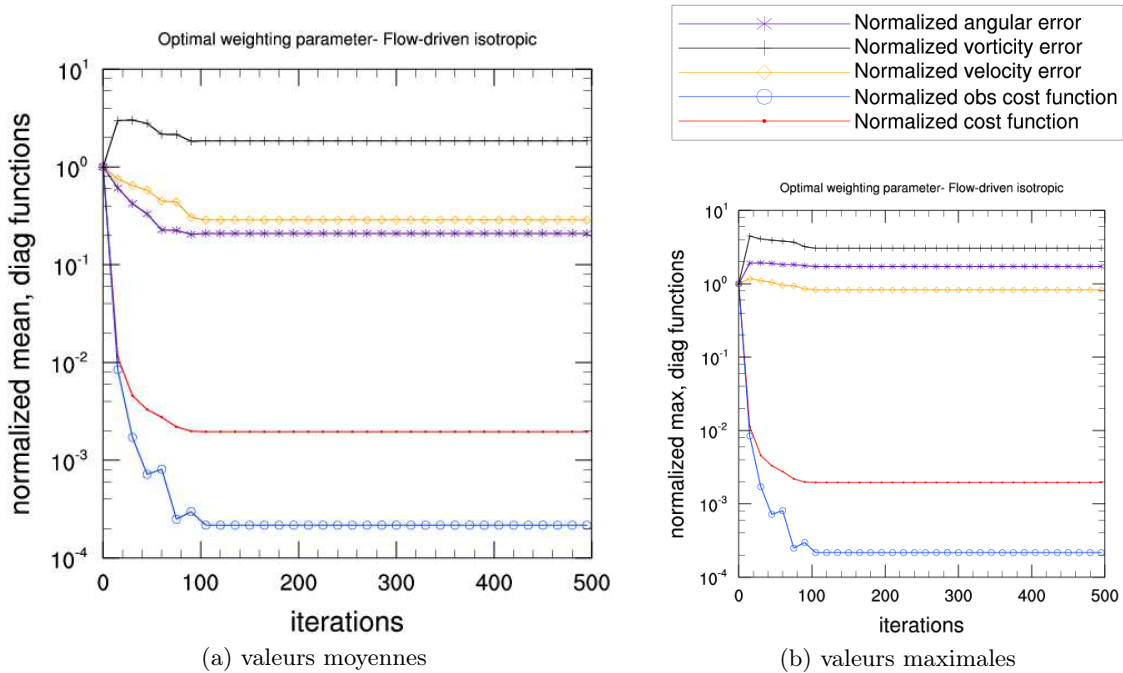 Optimal weighting parameter- Flow-driven isotropic
normalized mean, diag functions
10^1
10^0
10^-1
10^-2
10^-3
10^-4
0 100 200 300 400 500
iterations
(a) valeurs moyennes
Normalized angular error
Normalized vorticity error
Normalized velocity error
Normalized obs cost function
Normalized cost function
Optimal weighting parameter- Flow-driven isotropic
normalized max, diag functions
10^1
10^0
10^-1
10^-2
10^-3
10^-4
0 100 200 300 400 500
iterations
(b) valeurs maximales